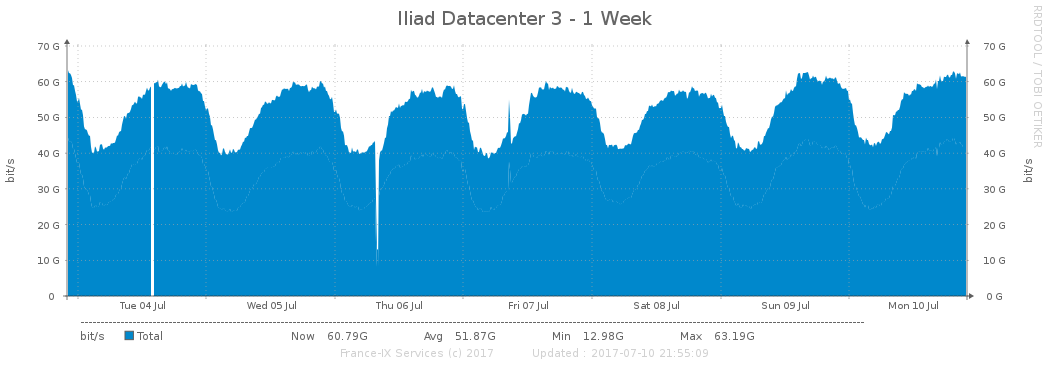 Iliad Datacenter 3 - 1 Week
RRDTOOL / TOBI OETIKER
70 G 70 G
60 G 60 G
50 G 50 G
40 G 40 G
30 G 30 G
20 G 20 G
10 G 10 G
0 0 G
bit/s bit/s
Tue 04 Jul Wed 05 Jul Thu 06 Jul Fri 07 Jul Sat 08 Jul Sun 09 Jul Mon 10 Jul
bit/s Total Now 60.79G Avg 51.87G Min 12.98G Max 63.19G
France-IX Services (c) 2017 Updated : 2017-07-10 21:55:09